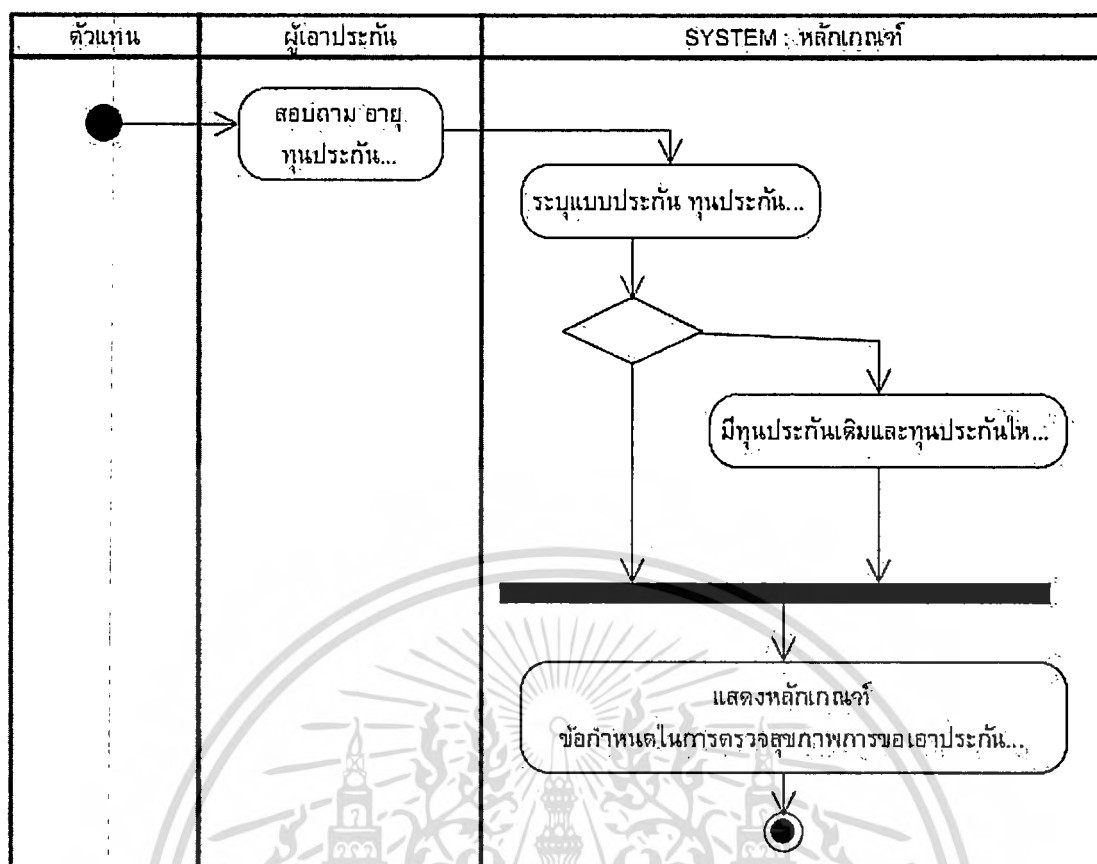 ตัวแทน
ผู้เอาประกัน
SYSTEM : หลักเกณฑ์
สอบถาม อายุ
ทุนประกัน...
ระบุแบบประกัน ทุนประกัน...
มีทุนประกันเดิมและทุนประกันให...
แสดงหลักเกณฑ์
ข้อกำหนดในการตรวจสุขภาพการขอเอาประกัน...